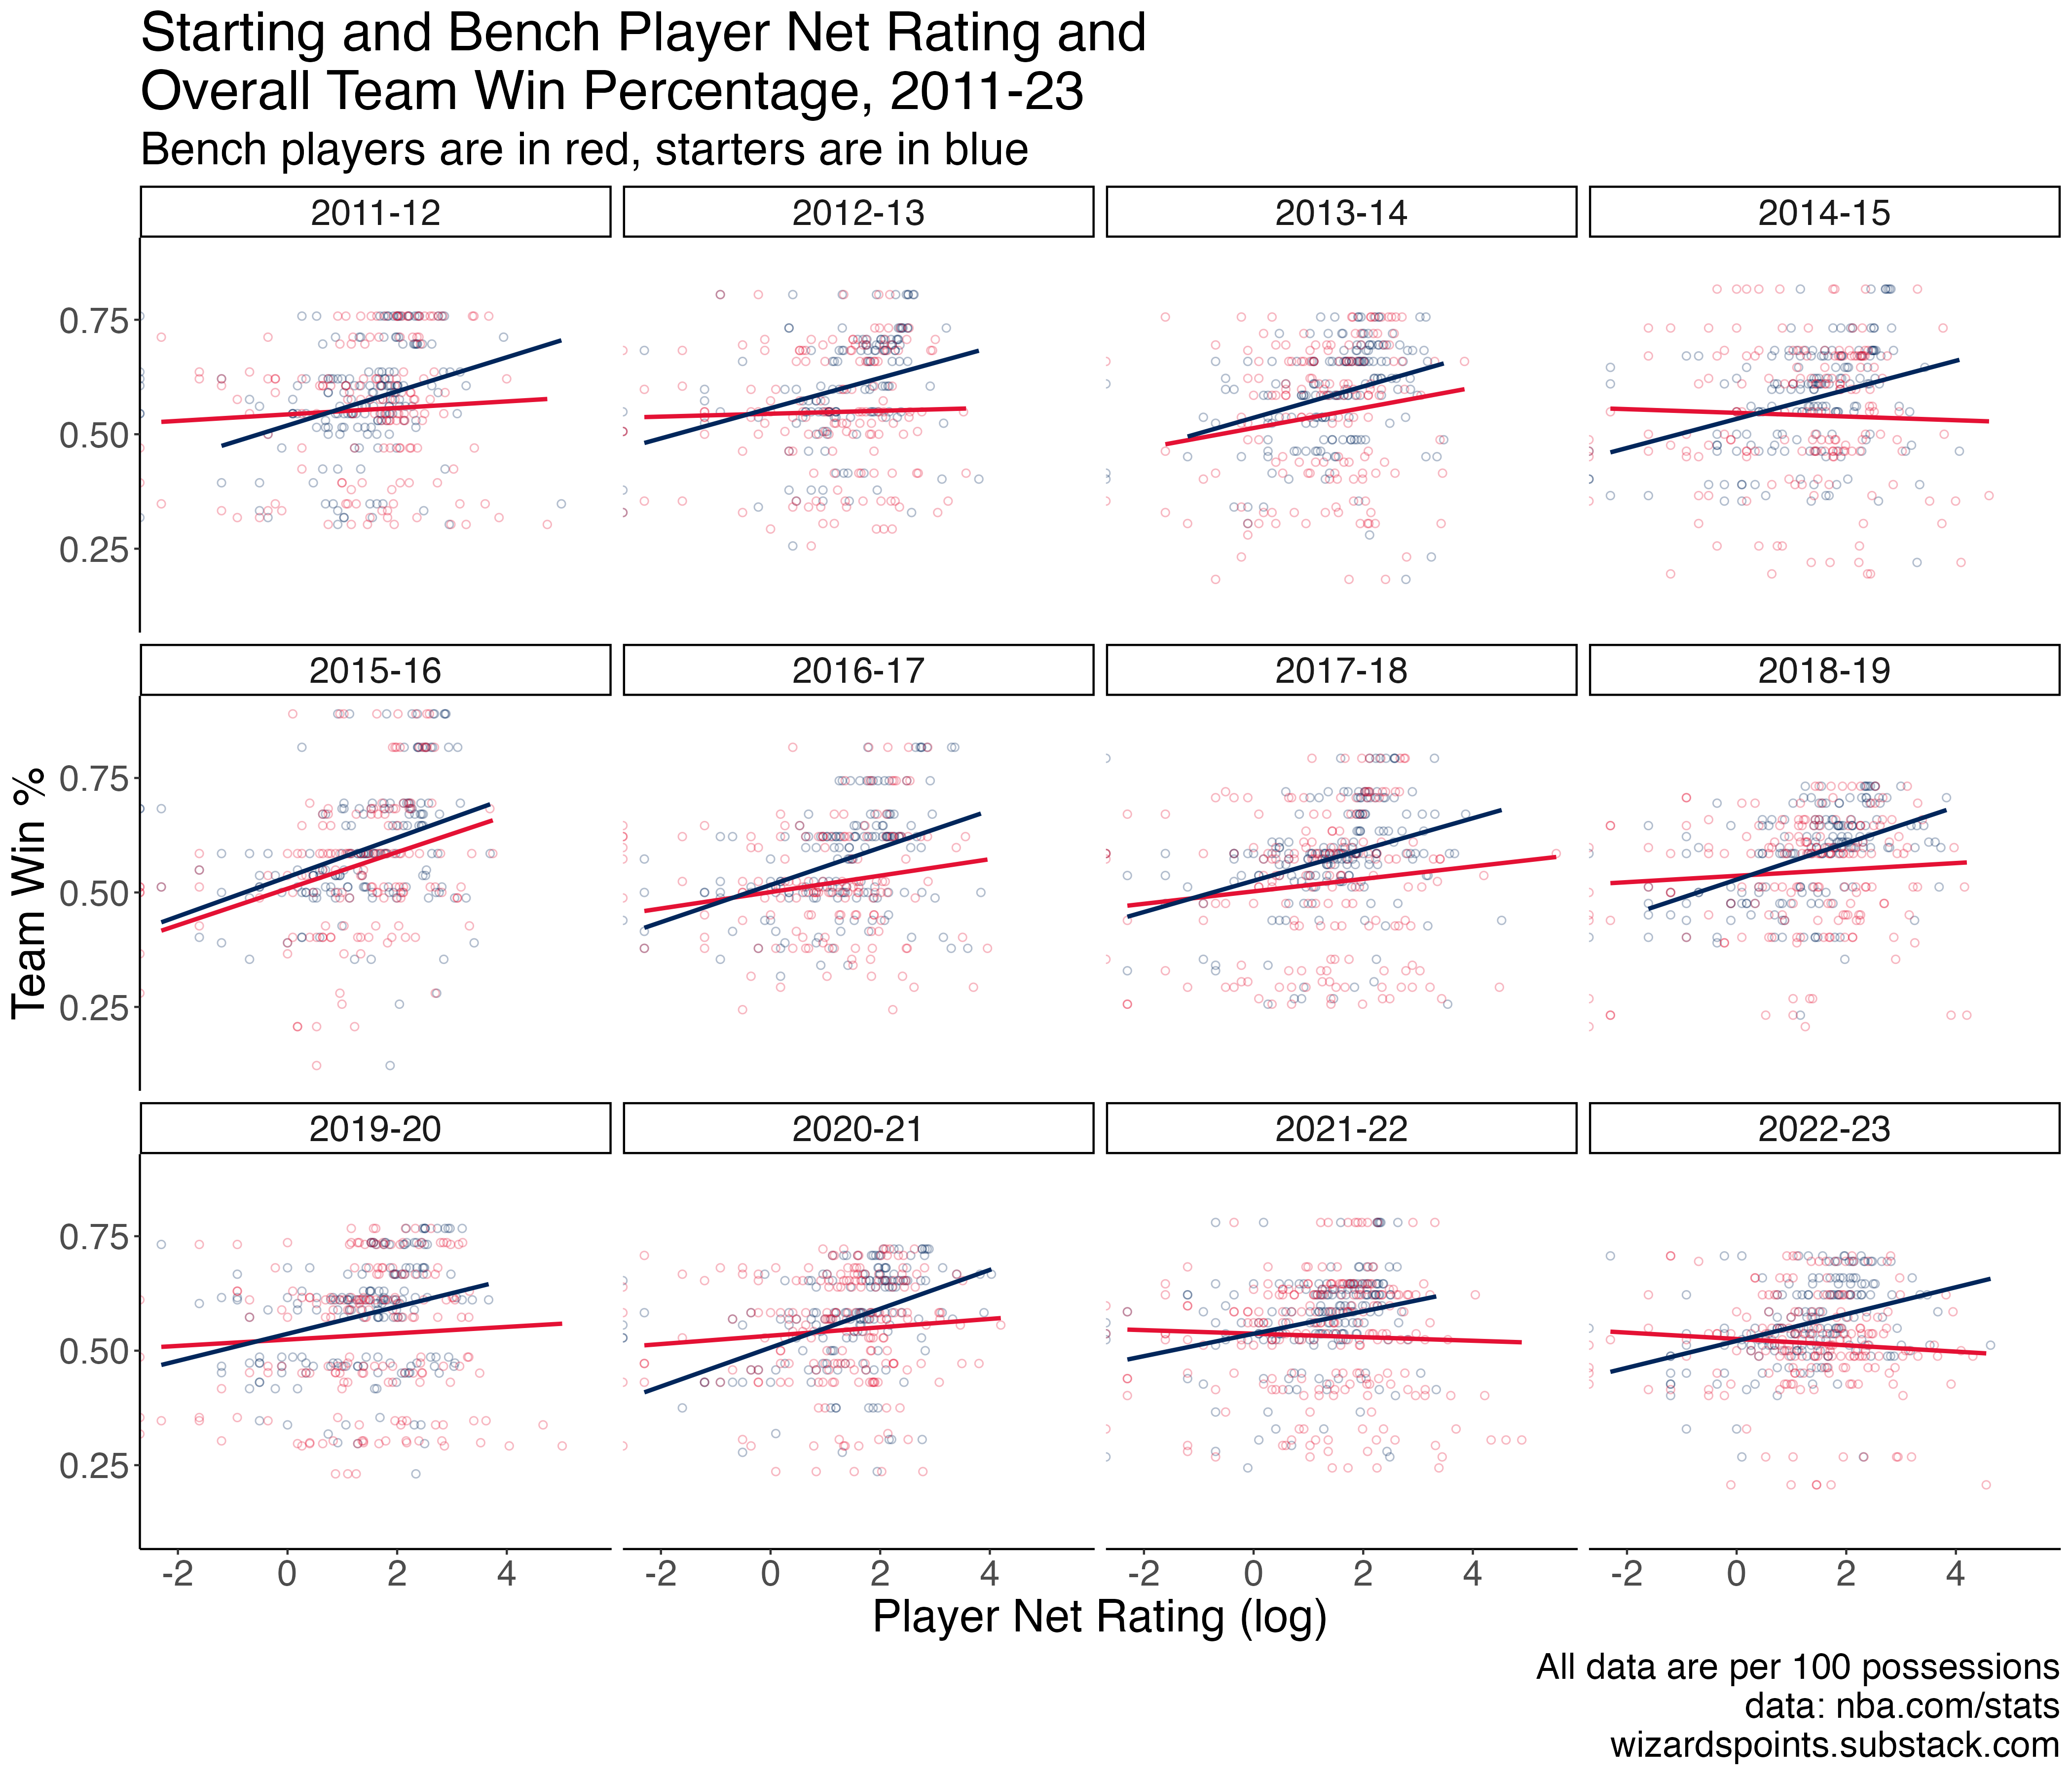 Starting and Bench Player Net Rating and
Overall Team Win Percentage, 2011-23
Bench players are in red, starters are in blue
2011-12
2012-13
2013-14
2014-15
0.75
0.50
0.25
2015-16
2016-17
2017-18
2018-19
Team Win %
0.75
0.50
0.25
2019-20
2020-21
2021-22
2022-23
0.75
0.50
0.25
-2 0 2 4
-2 0 2 4
-2 0 2 4
-2 0 2 4
Player Net Rating (log)
All data are per 100 possessions
data: nba.com/stats
wizardspoints.substack.com